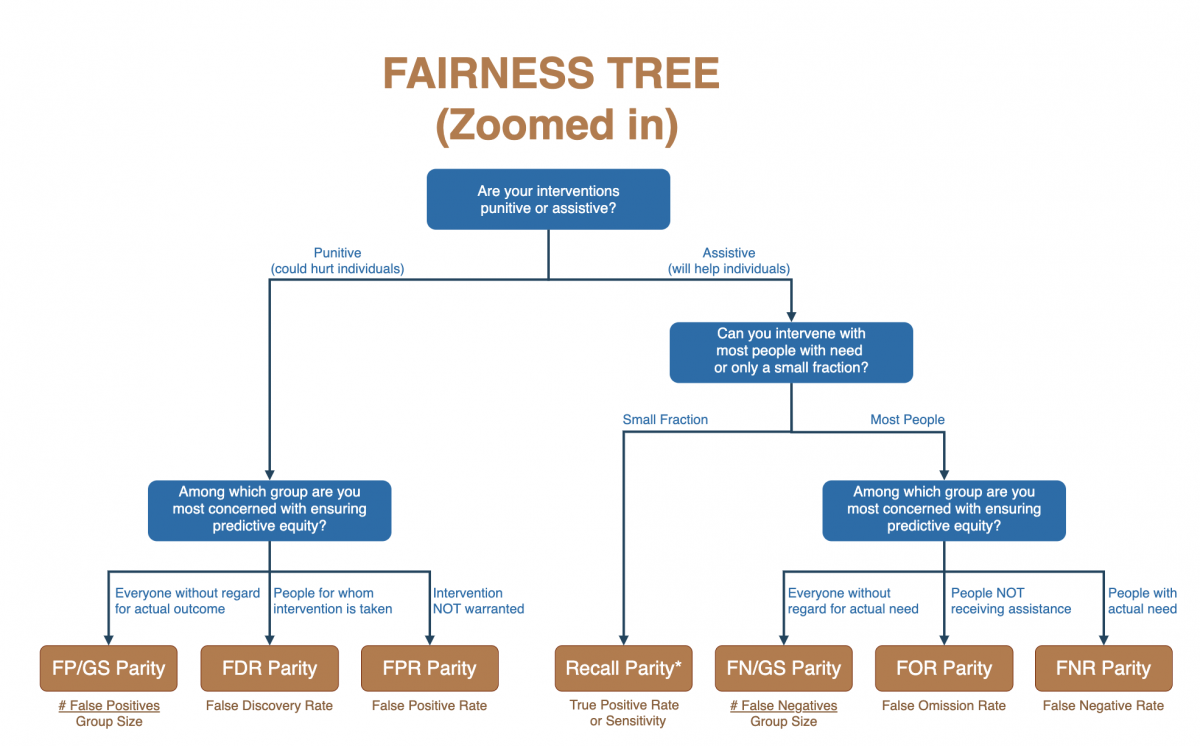 FAIRNESS TREE
(Zoomed in)
Are your interventions
punitive or assistive?
Punitive
(could hurt individuals)
Assistive
(will help individuals)
Can you intervene with
most people with need
or only a small fraction?
Small Fraction
Most People
Among which group are you
most concerned with ensuring
predictive equity?
Among which group are you
most concerned with ensuring
predictive equity?
Everyone without regard
for actual outcome
People for whom
intervention is taken
Intervention
NOT warranted
Everyone without
regard for actual need
People NOT
receiving assistance
People with
actual need
FP/GS Parity
FDR Parity
FPR Parity
Recall Parity*
FN/GS Parity
FOR Parity
FNR Parity
# False Positives
Group Size
False Discovery Rate
False Positive Rate
True Positive Rate
or Sensitivity
# False Negatives
Group Size
False Omission Rate
False Negative Rate